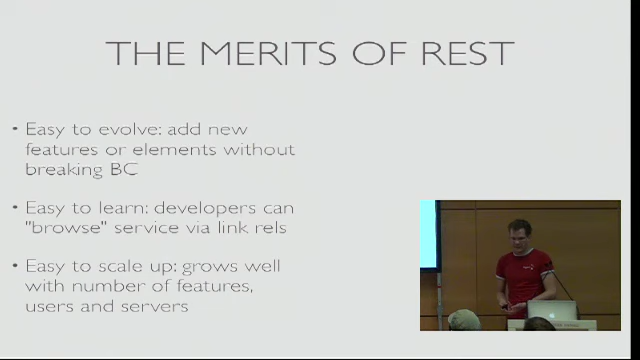 THE MERITS OF REST
• Easy to evolve: add new
features or elements without
breaking BC
• Easy to learn: developers can
"browse" service via link rels
• Easy to scale up: grows well
with number of features,
users and servers